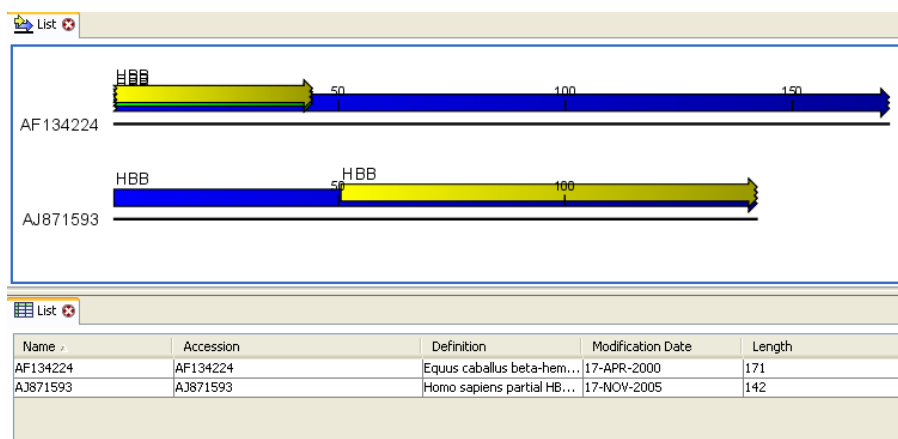 List
HBB
50 100 150
AF134224
HBB HBB
50 100
AJ871593
List
Name Accession Definition Modification Date Length
AF134224 AF134224 Equus caballus beta-hem... 17-APR-2000 171
AJ871593 AJ871593 Homo sapiens partial HB... 17-NOV-2005 142